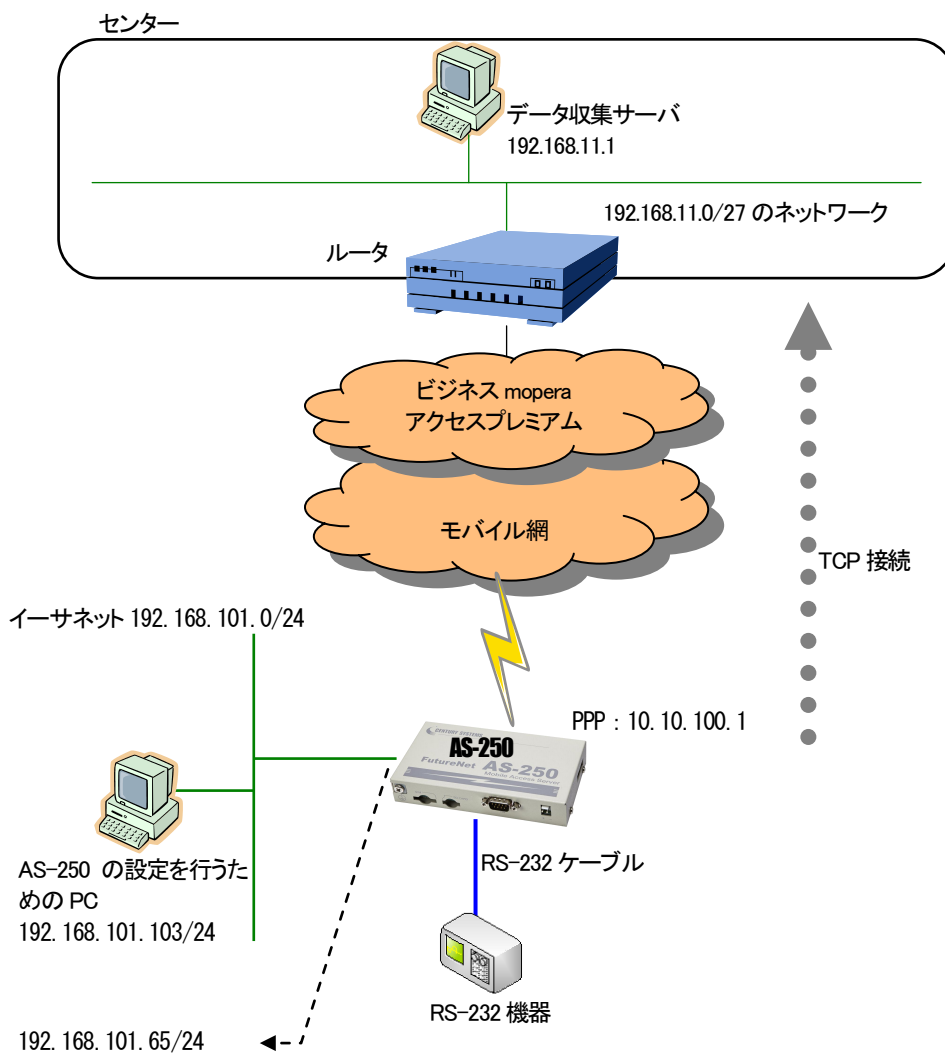 センター
データ収集サーバ
192.168.11.1
192.168.11.0/27 のネットワーク
ルータ
ビジネス mopera
アクセスプレミアム
モバイル網
TCP 接続
イーサネット 192.168.101.0/24
PPP : 10.10.100.1
CENTURY SYSTEMS
AS-250
FutureNet AS-250
Mobile Access Server
RS-232 ケーブル
AS-250 の設定を行うた
めの PC
192.168.101.103/24
RS-232 機器
192.168.101.65/24